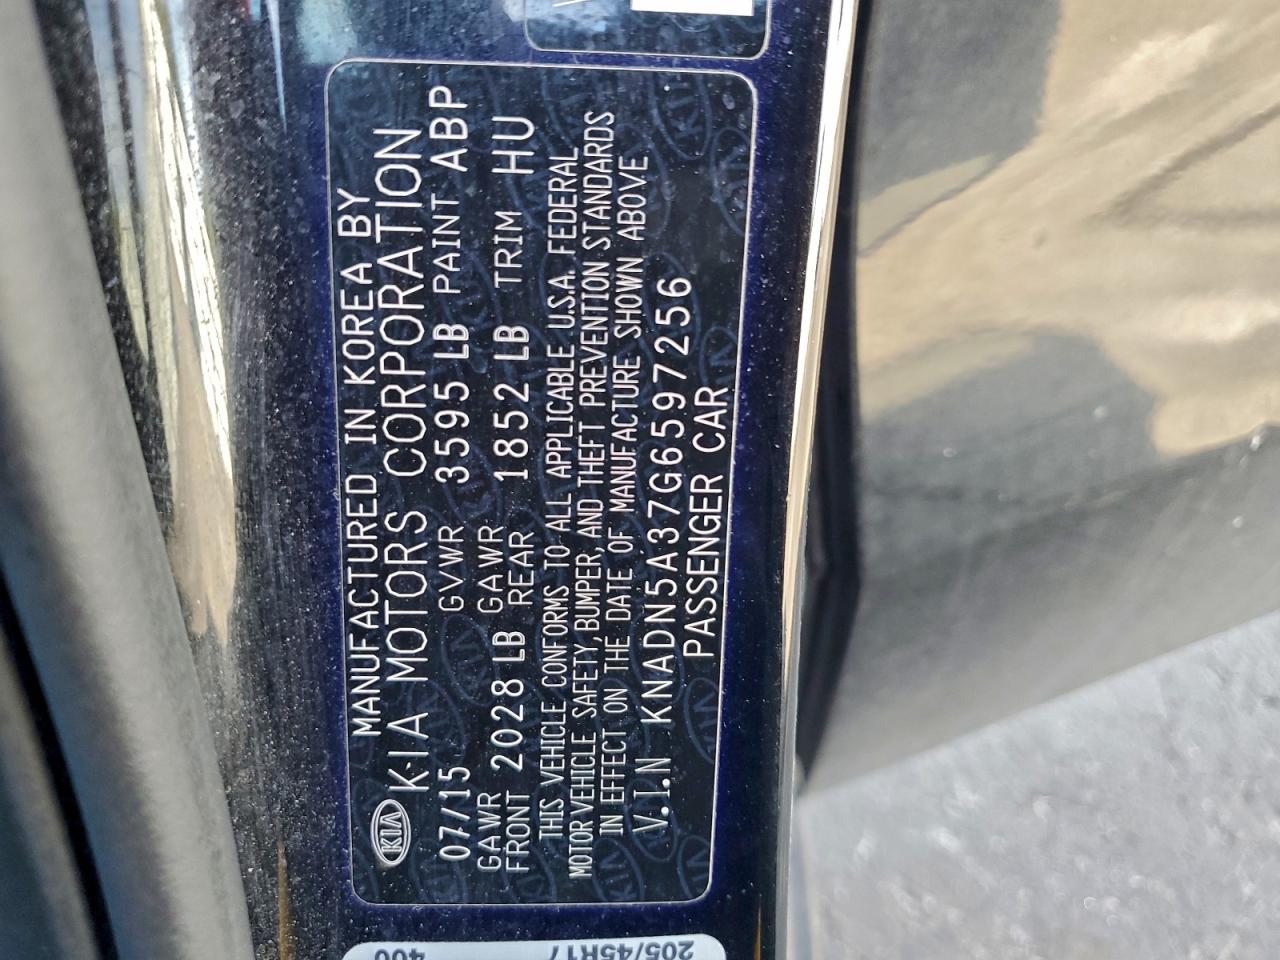 KIA
MANUFACTURED IN KOREA BY
KIA MOTORS CORPORATION
07/15 GVWR 3595 LB PAINT ABP
GAWR FRONT 2028 LB GAWR REAR 1852 LB TRIM HU
THIS VEHICLE CONFORMS TO ALL APPLICABLE U.S.A. FEDERAL
MOTOR VEHICLE SAFETY, BUMPER, AND THEFT PREVENTION STANDARDS
IN EFFECT ON THE DATE OF MANUFACTURE SHOWN ABOVE
V.I.N KNADN5A37G6597256
PASSENGER CAR
205/45R17
400